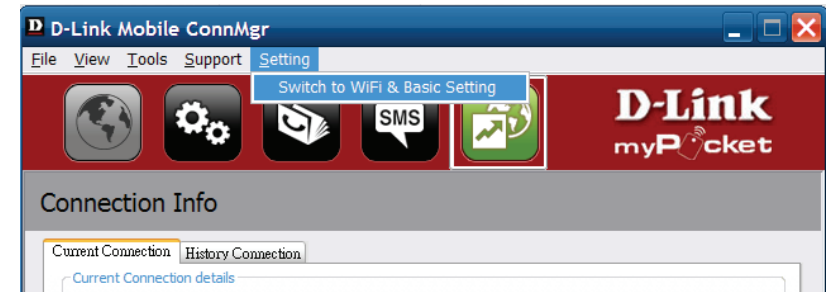 D D-Link Mobile ConnMgr
File View Tools Support Setting
Switch to WiFi & Basic Setting
SMS
D-Link
myPocket
Connection Info
Current Connection History Connection
Current Connection details